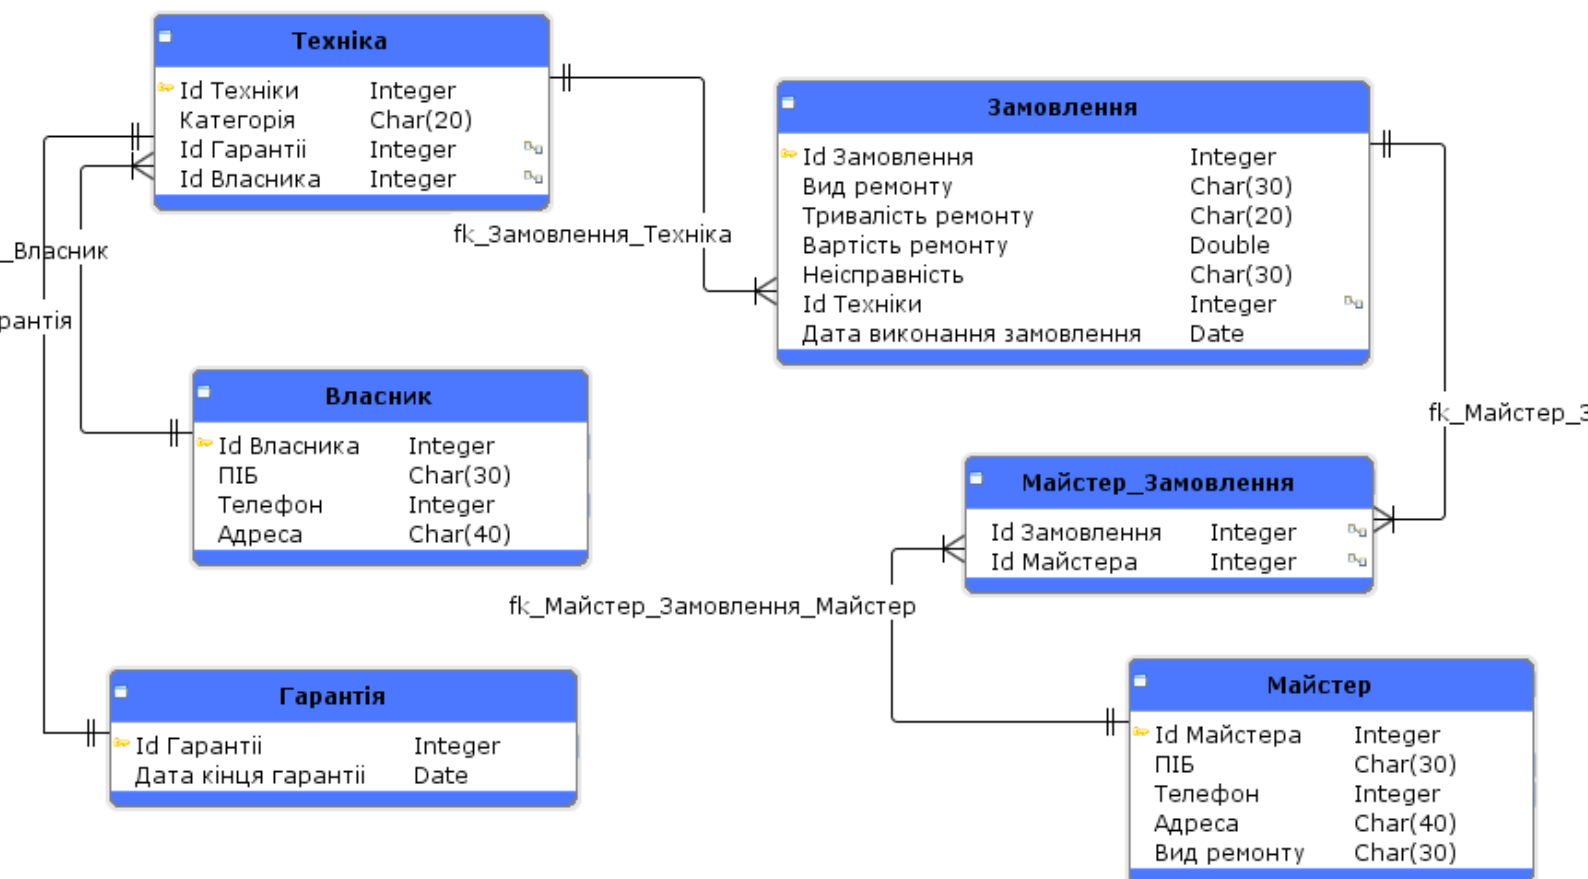 Техніка
Id Техніки Integer
Категорія Char(20)
Id Гарантіі Integer
Id Власника Integer
Замовлення
Id Замовлення Integer
Вид ремонту Char(30)
Тривалість ремонту Char(20)
Вартість ремонту Double
Неісправність Char(30)
Id Техніки Integer
Дата виконання замовлення Date
fk_Замовлення_Техніка
_Власник
рантія
Власник
Id Власника Integer
ПІБ Char(30)
Телефон Integer
Адреса Char(40)
fk_Майстер_З
Майстер_Замовлення
Id Замовлення Integer
Id Майстера Integer
fk_Майстер_Замовлення_Майстер
Гарантія
Id Гарантіі Integer
Дата кінця гарантіі Date
Майстер
Id Майстера Integer
ПІБ Char(30)
Телефон Integer
Адреса Char(40)
Вид ремонту Char(30)